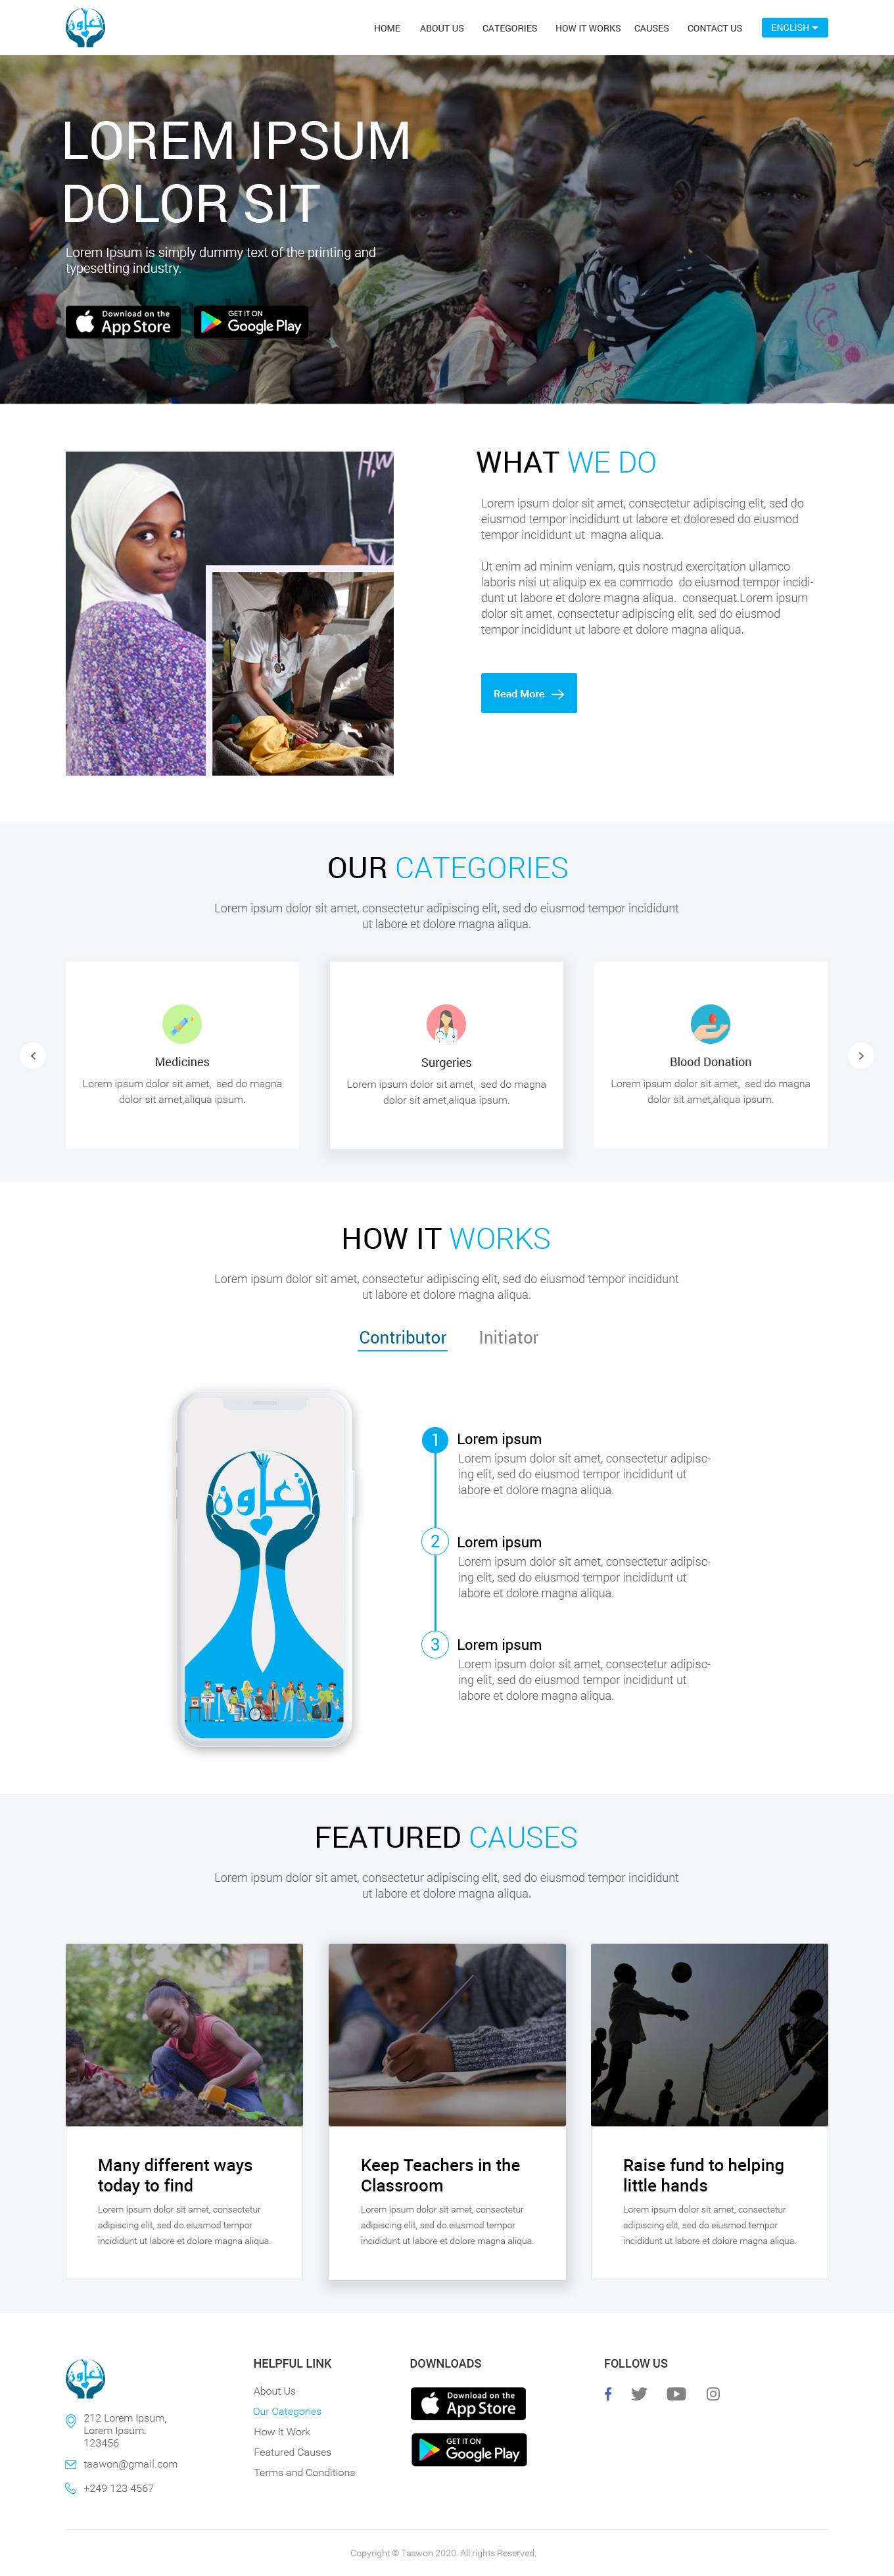 تعاون
HOME ABOUT US CATEGORIES HOW IT WORKS CAUSES CONTACT US ENGLISH
LOREM IPSUM
DOLOR SIT
Lorem Ipsum is simply dummy text of the printing and
typesetting industry.
Download on the
App Store
GET IT ON
Google Play
H.W
WHAT WE DO
Lorem ipsum dolor sit amet, consectetur adipiscing elit, sed do
eiusmod tempor incididunt ut labore et doloresed do eiusmod
tempor incididunt ut magna aliqua.
Ut enim ad minim veniam, quis nostrud exercitation ullamco
laboris nisi ut aliquip ex ea commodo do eiusmod tempor incidi-
dunt ut labore et dolore magna aliqua. consequat.Lorem ipsum
dolor sit amet, consectetur adipiscing elit, sed do eiusmod
tempor incididunt ut labore et dolore magna aliqua.
Read More
OUR CATEGORIES
Lorem ipsum dolor sit amet, consectetur adipiscing elit, sed do eiusmod tempor incididunt
ut labore et dolore magna aliqua.
Medicines
Lorem ipsum dolor sit amet, sed do magna
dolor sit amet,aliqua ipsum.
Surgeries
Lorem ipsum dolor sit amet, sed do magna
dolor sit amet,aliqua ipsum.
Blood Donation
Lorem ipsum dolor sit amet, sed do magna
dolor sit amet,aliqua ipsum.
HOW IT WORKS
Lorem ipsum dolor sit amet, consectetur adipiscing elit, sed do eiusmod tempor incididunt
ut labore et dolore magna aliqua.
Contributor Initiator
تعاون
1 Lorem ipsum
Lorem ipsum dolor sit amet, consectetur adipisc-
ing elit, sed do eiusmod tempor incididunt ut
labore et dolore magna aliqua.
2 Lorem ipsum
Lorem ipsum dolor sit amet, consectetur adipisc-
ing elit, sed do eiusmod tempor incididunt ut
labore et dolore magna aliqua.
3 Lorem ipsum
Lorem ipsum dolor sit amet, consectetur adipisc-
ing elit, sed do eiusmod tempor incididunt ut
labore et dolore magna aliqua.
FEATURED CAUSES
Lorem ipsum dolor sit amet, consectetur adipiscing elit, sed do eiusmod tempor incididunt
ut labore et dolore magna aliqua.
Many different ways
today to find
Lorem ipsum dolor sit amet, consectetur
adipiscing elit, sed do eiusmod tempor
incididunt ut labore et dolore magna aliqua.
Keep Teachers in the
Classroom
Lorem ipsum dolor sit amet, consectetur
adipiscing elit, sed do eiusmod tempor
incididunt ut labore et dolore magna aliqua.
Raise fund to helping
little hands
Lorem ipsum dolor sit amet, consectetur
adipiscing elit, sed do eiusmod tempor
incididunt ut labore et dolore magna aliqua.
تعاون
212 Lorem Ipsum,
Lorem Ipsum.
123456
taawon@gmail.com
+249 123 4567
HELPFUL LINK
About Us
Our Categories
How It Work
Featured Causes
Terms and Conditions
DOWNLOADS
Download on the
App Store
GET IT ON
Google Play
FOLLOW US
Copyright © Taawon 2020. All rights Reserved.